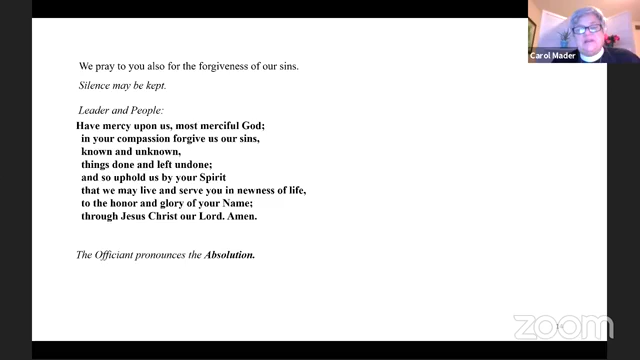 Carol Mader
We pray to you also for the forgiveness of our sins.
Silence may be kept.
Leader and People:
Have mercy upon us, most merciful God;
in your compassion forgive us our sins,
known and unknown,
things done and left undone;
and so uphold us by your Spirit
that we may live and serve you in newness of life,
to the honor and glory of your Name;
through Jesus Christ our Lord. Amen.
The Officiant pronounces the Absolution.
zoom